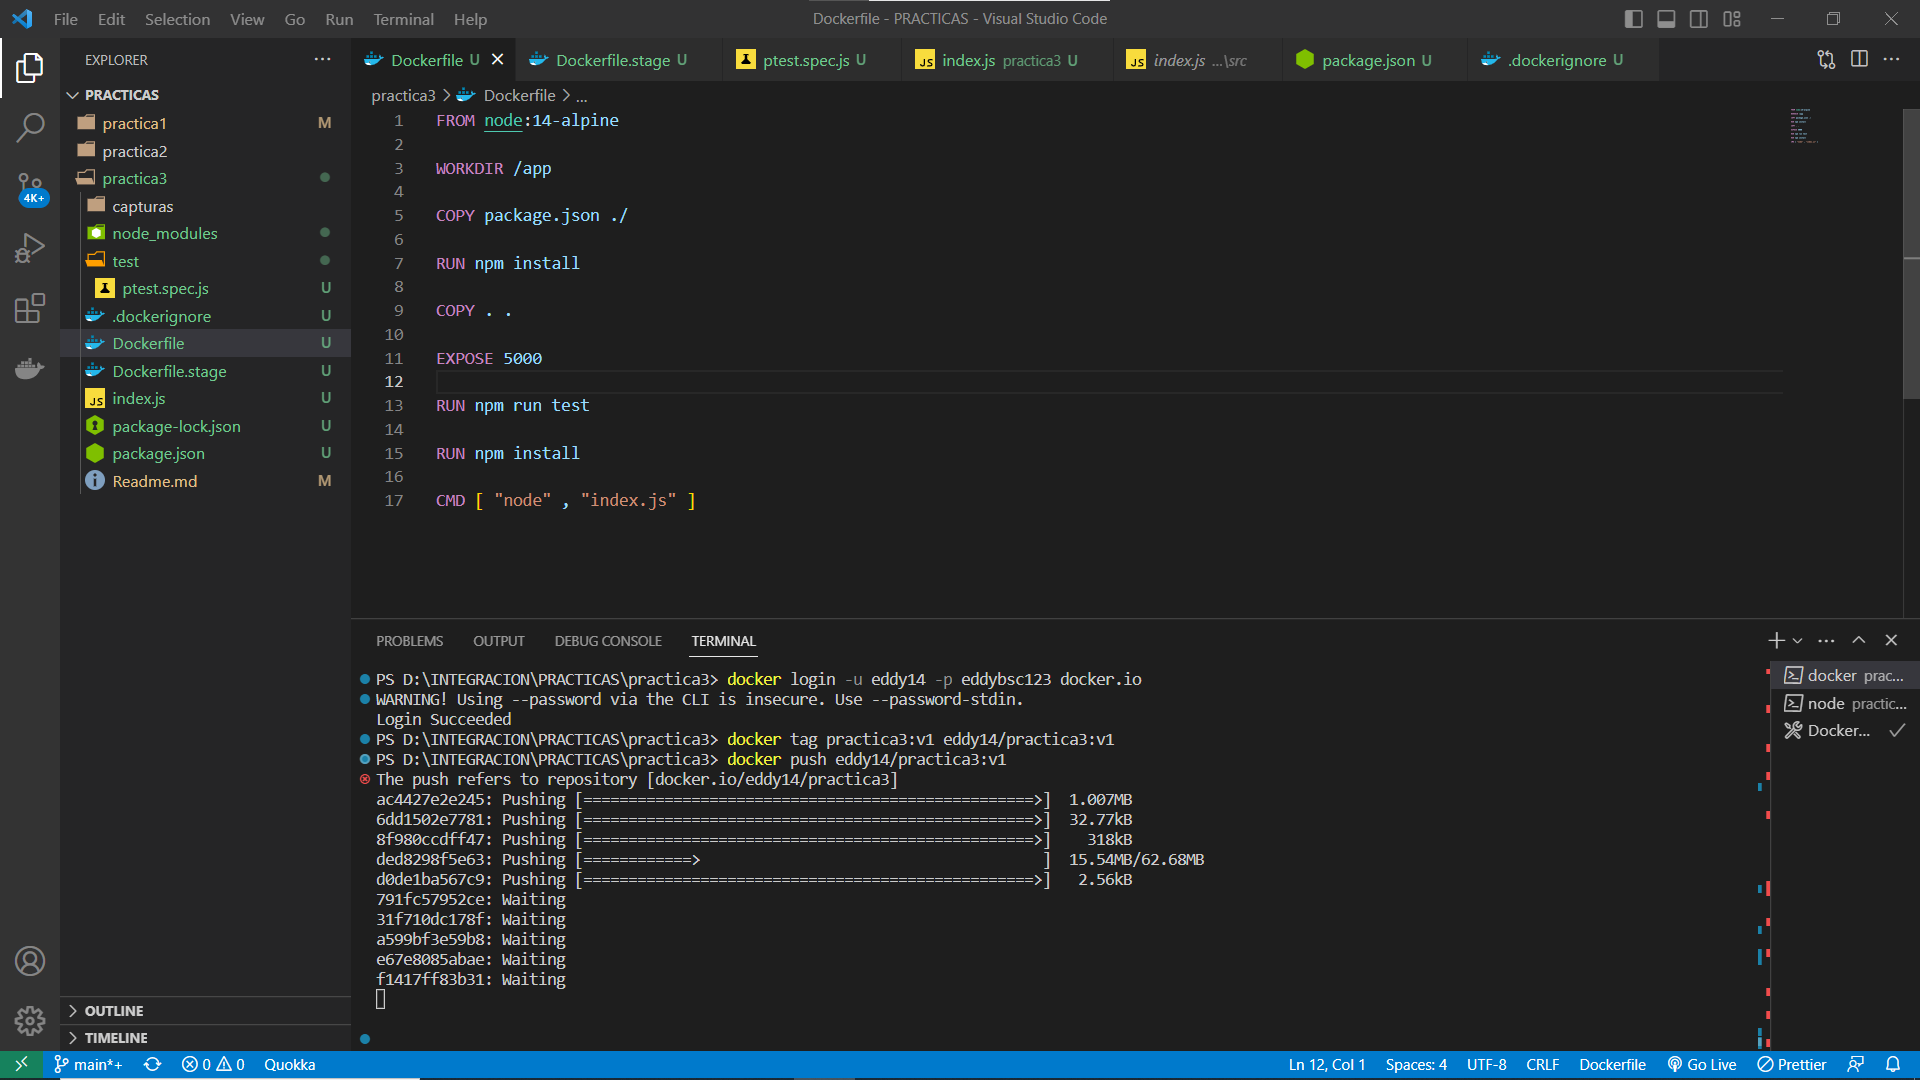 File Edit Selection View Go Run Terminal Help
Dockerfile - PRACTICAS - Visual Studio Code
EXPLORER
PRACTICAS
practica1 M
practica2
practica3
capturas
node_modules
test
ptest.spec.js U
.dockerignore U
Dockerfile U
Dockerfile.stage U
index.js U
package-lock.json U
package.json U
Readme.md M
OUTLINE
TIMELINE
4K+
Dockerfile U
Dockerfile.stage U
ptest.spec.js U
index.js practica3 U
index.js ...\src
package.json U
.dockerignore U
practica3 > Dockerfile > ...
1 FROM node:14-alpine
2
3 WORKDIR /app
4
5 COPY package.json ./
6
7 RUN npm install
8
9 COPY . .
10
11 EXPOSE 5000
12
13 RUN npm run test
14
15 RUN npm install
16
17 CMD [ "node" , "index.js" ]
PROBLEMS OUTPUT DEBUG CONSOLE TERMINAL
PS D:\INTEGRACION\PRACTICAS\practica3> docker login -u eddy14 -p eddybsc123 docker.io
WARNING! Using --password via the CLI is insecure. Use --password-stdin.
Login Succeeded
PS D:\INTEGRACION\PRACTICAS\practica3> docker tag practica3:v1 eddy14/practica3:v1
PS D:\INTEGRACION\PRACTICAS\practica3> docker push eddy14/practica3:v1
The push refers to repository [docker.io/eddy14/practica3]
ac4427e2e245: Pushing [==================================================>] 1.007MB
6dd1502e7781: Pushing [==================================================>] 32.77kB
8f980ccdff47: Pushing [==================================================>] 318kB
ded8298f5e63: Pushing [============> ] 15.54MB/62.68MB
d0de1ba567c9: Pushing [==================================================>] 2.56kB
791fc57952ce: Waiting
31f710dc178f: Waiting
a599bf3e59b8: Waiting
e67e8085abae: Waiting
f1417ff83b31: Waiting
docker prac...
node practic...
Docker...
main*+ 0 0 Quokka
Ln 12, Col 1 Spaces: 4 UTF-8 CRLF Dockerfile Go Live Prettier